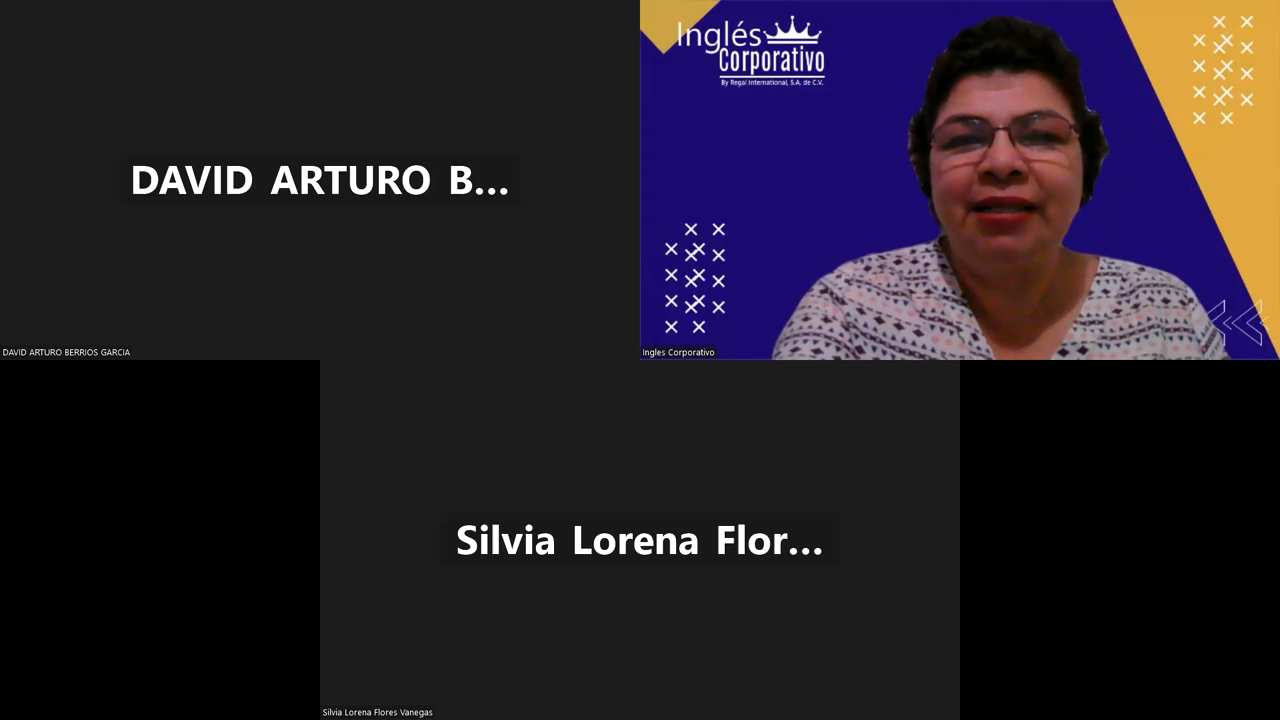 DAVID ARTURO B...
DAVID ARTURO BERRIOS GARCIA
Inglés
Corporativo
By Regal International, S.A. de C.V.
Ingles Corporativo
Silvia Lorena Flor...
Silvia Lorena Flores Vanegas